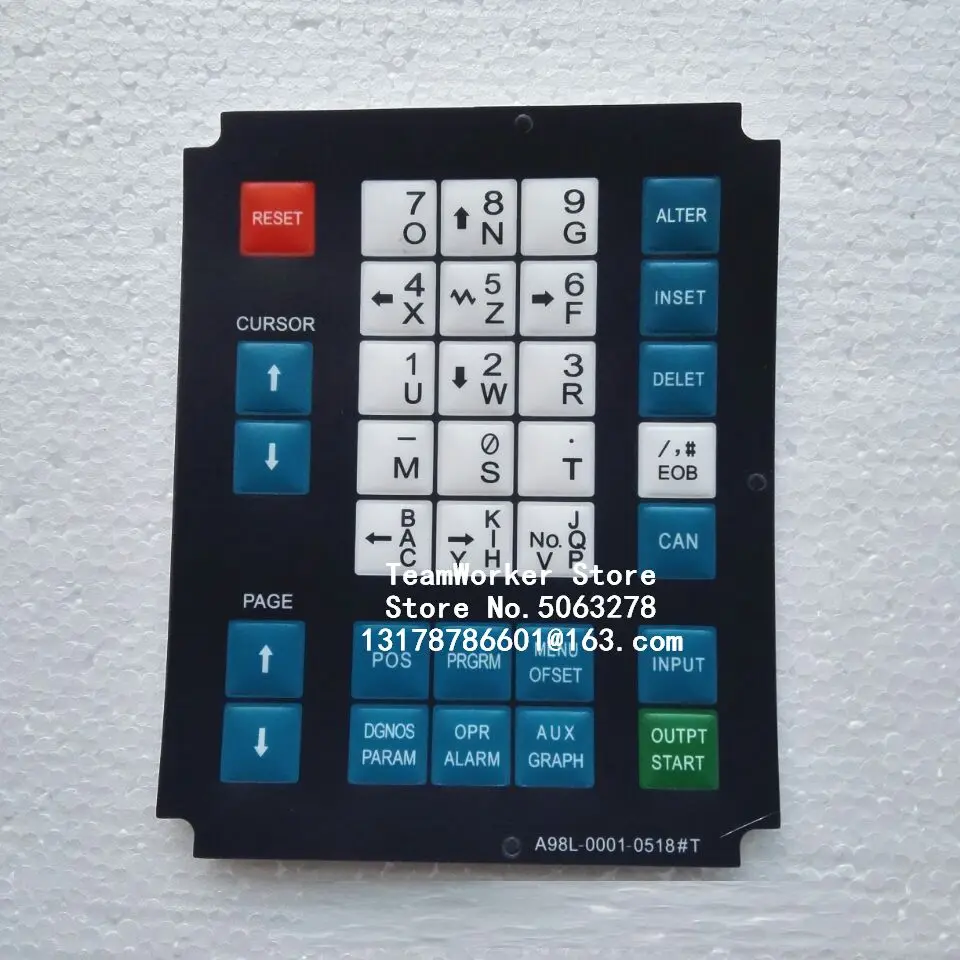 RESET
7
O
8
N
9
G
ALTER
4
X
5
Z
6
F
INSET
CURSOR
1
U
2
W
3
R
DELET
–
M
0
S
.
T
/,#
EOB
B
A
C
K
I
Y H
J
No. Q
V P
CAN
TeamWorker Store
Store No.5063278
13178786601@163.com
PAGE
POS
PRGRM
MENU
OFSET
INPUT
DGNOS
PARAM
OPR
ALARM
AUX
GRAPH
OUTPT
START
A98L-0001-0518#T